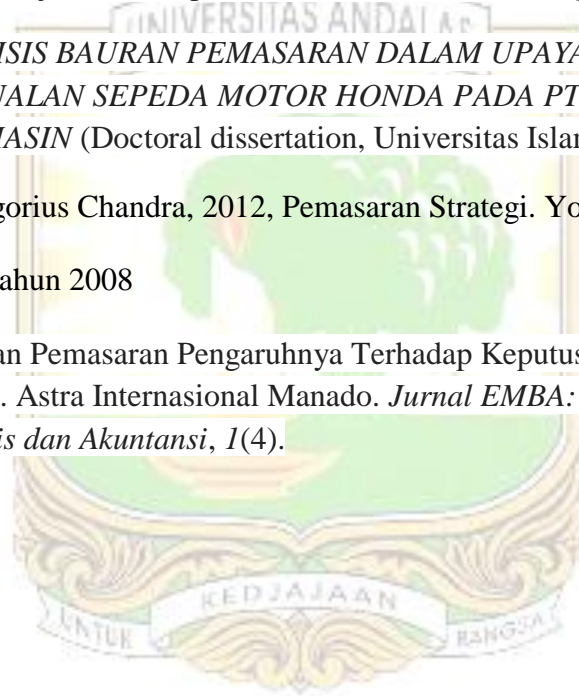 UNIVERSITAS ANDALAS
ISIS BAURAN PEMASARAN DALAM UPAYA
JALAN SEPEDA MOTOR HONDA PADA PT
MASIN (Doctoral dissertation, Universitas Islam
gorius Chandra, 2012, Pemasaran Strategi. Yo
ahun 2008
an Pemasaran Pengaruhnya Terhadap Keputus
. Astra Internasional Manado. Jurnal EMBA:
is dan Akuntansi, 1(4).
UNTUK KEDJAJAAN BANGSA